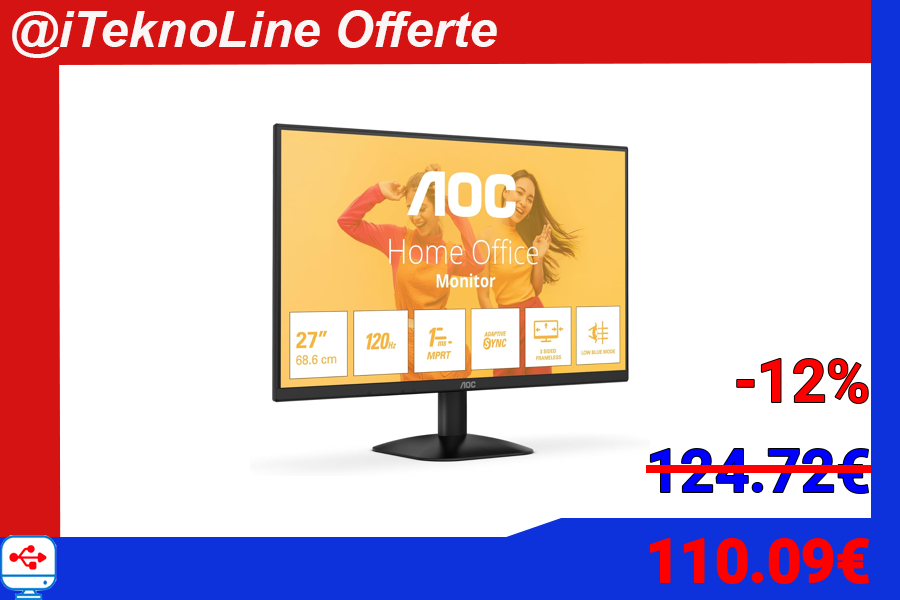 @iTeknoLine Offerte
AOC
Home Office
Monitor
27”
68.6 cm
120Hz
1ms
MPRT
ADAPTIVE
SYNC
3 SIDED
FRAMELESS
LOW BLUE MODE
AOC
-12%
124.72€
110.09€